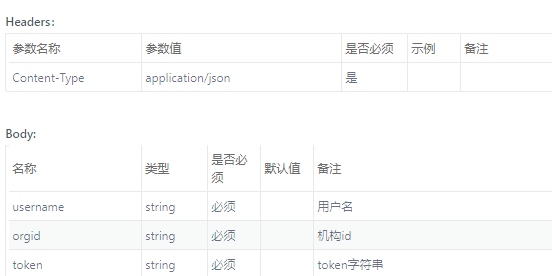 Headers:
参数名称 参数值 是否必须 示例 备注
Content-Type application/json 是
Body:
名称 类型 是否必须 默认值 备注
username string 必须 用户名
orgid string 必须 机构id
token string 必须 token字符串